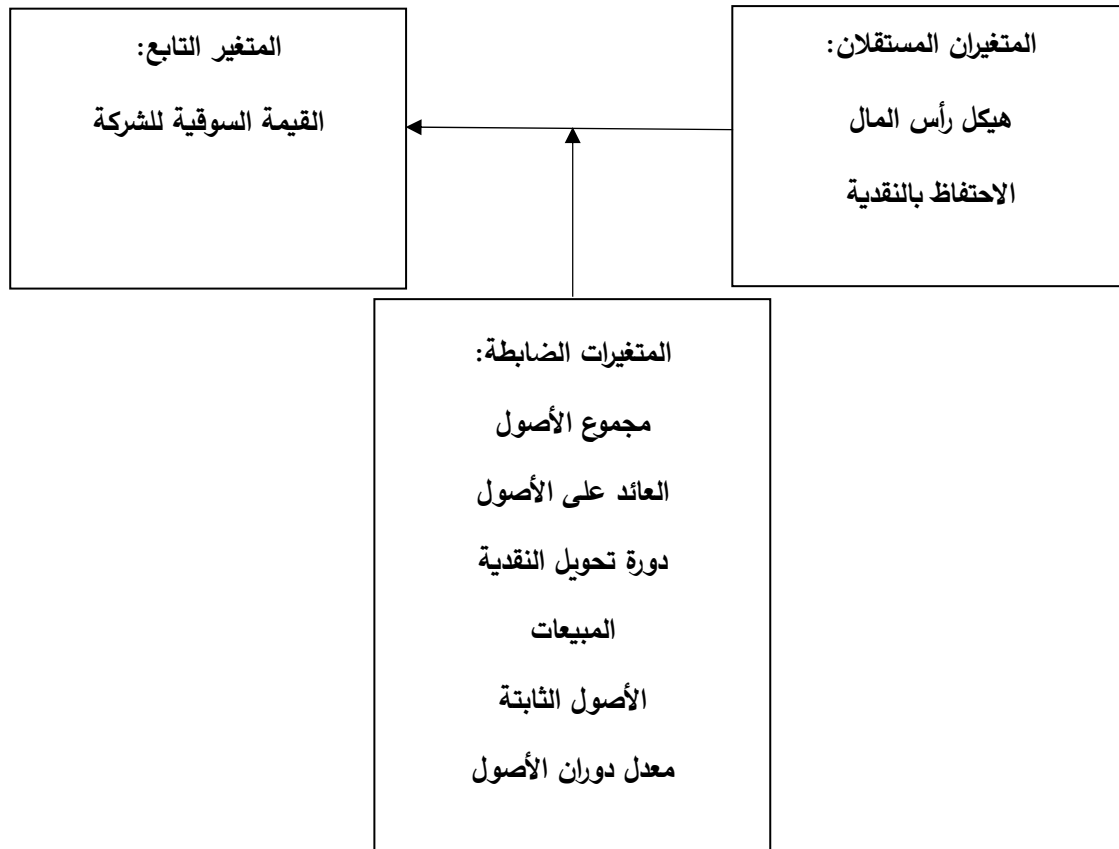 المتغيران المستقلان:
هيكل رأس المال
الاحتفاظ بالنقدية
المتغير التابع:
القيمة السوقية للشركة
المتغيرات الضابطة:
مجموع الأصول
العائد على الأصول
دورة تحويل النقدية
المبيعات
الأصول الثابتة
معدل دوران الأصول